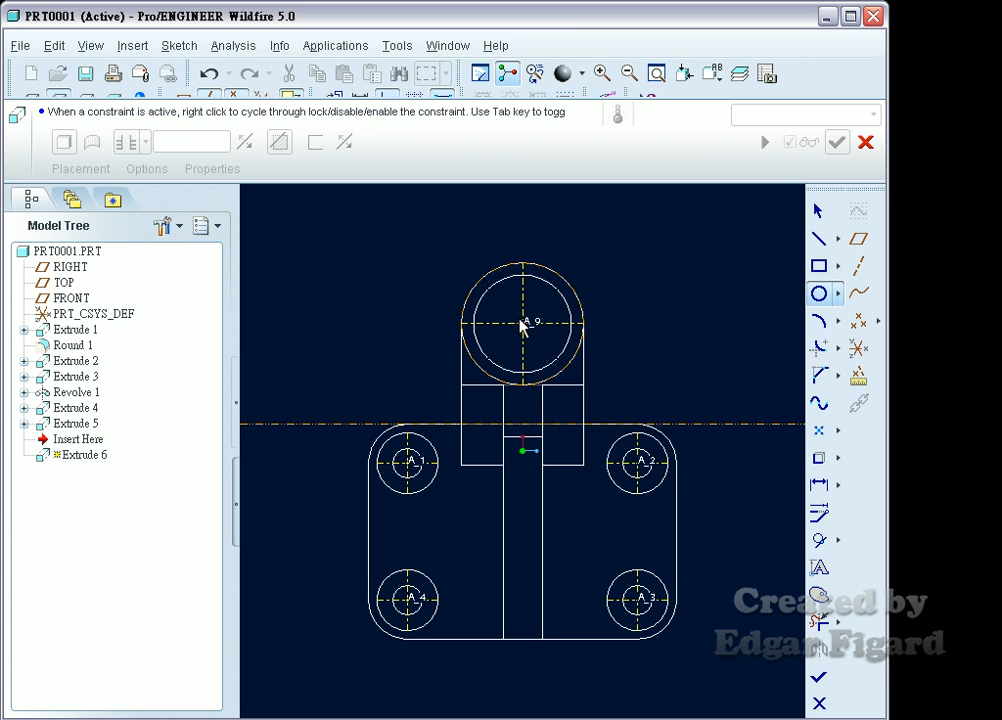 PRT0001 (Active) - Pro/ENGINEER Wildfire 5.0
File Edit View Insert Sketch Analysis Info Applications Tools Window Help
When a constraint is active, right click to cycle through lock/disable/enable the constraint. Use Tab key to togg
Placement Options Properties
Model Tree
PRT0001.PRT
RIGHT
TOP
FRONT
PRT_CSYS_DEF
Extrude 1
Round 1
Extrude 2
Extrude 3
Revolve 1
Extrude 4
Extrude 5
Insert Here
Extrude 6
A_9
A_1
A_2
A_4
A_3
Created by
Edgar Figard